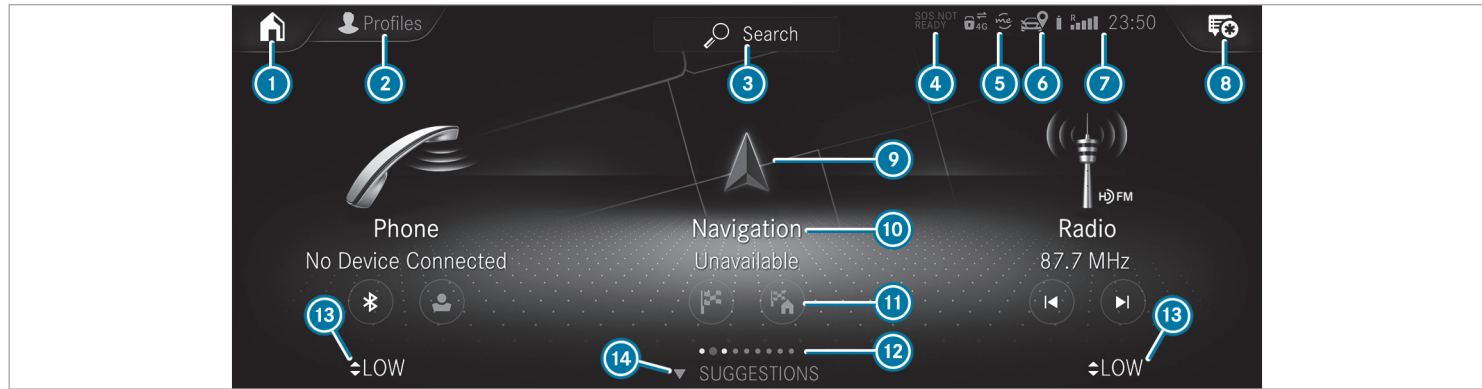 Profiles
Search
SOS NOT
READY
4G
me
R
23:50
1
2
3
4
5
6
7
8
9
HD FM
Phone
Navigation
10
Radio
No Device Connected
Unavailable
87.7 MHz
11
13
13
12
14
LOW
SUGGESTIONS
LOW